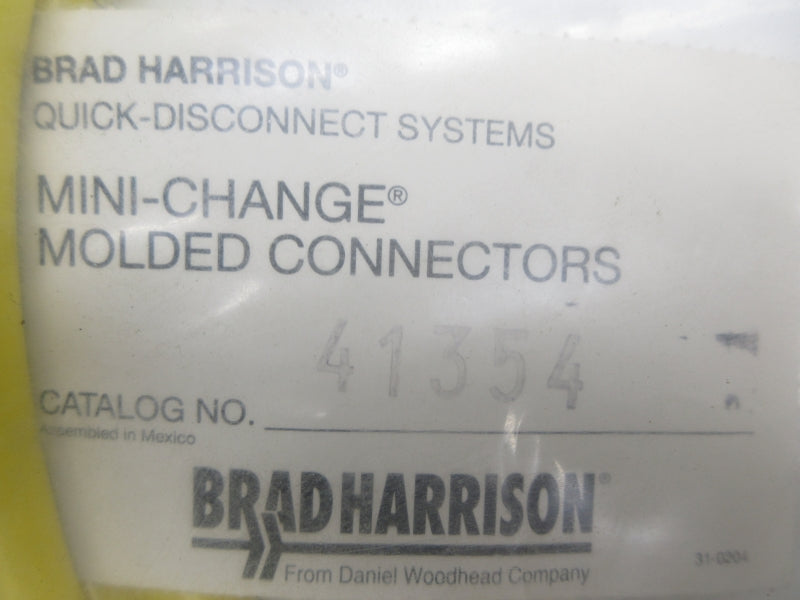 BRAD HARRISON®
QUICK-DISCONNECT SYSTEMS
MINI-CHANGE®
MOLDED CONNECTORS
41354
CATALOG NO.
Assembled in Mexico
BRAD HARRISON®
From Daniel Woodhead Company
31-0204